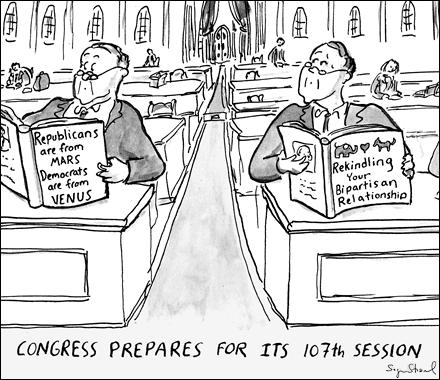 Republicans
are from
MARS
Democrats
are from
VENUS
Rekindling
Your
Bipartisan
Relationship
CONGRESS PREPARES FOR ITS 107th SESSION